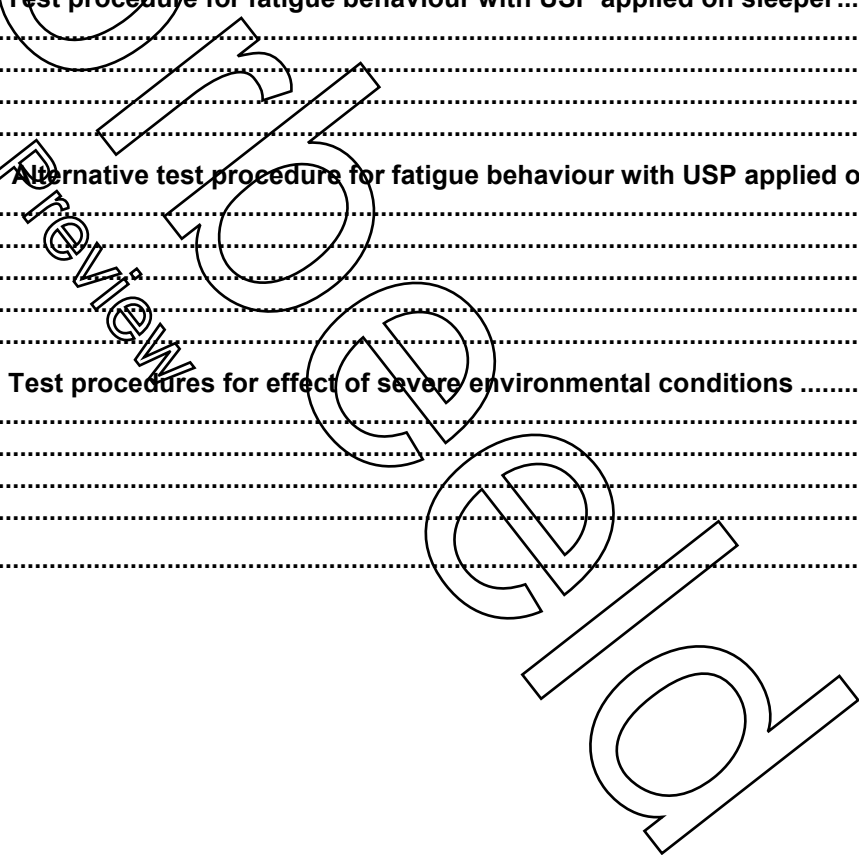 Test procedure for fatigue behaviour with USP applied on sleeper...
Alternative test procedure for fatigue behaviour with USP applied o
Test procedures for effect of severe environmental conditions ........
orbeeld
Preview